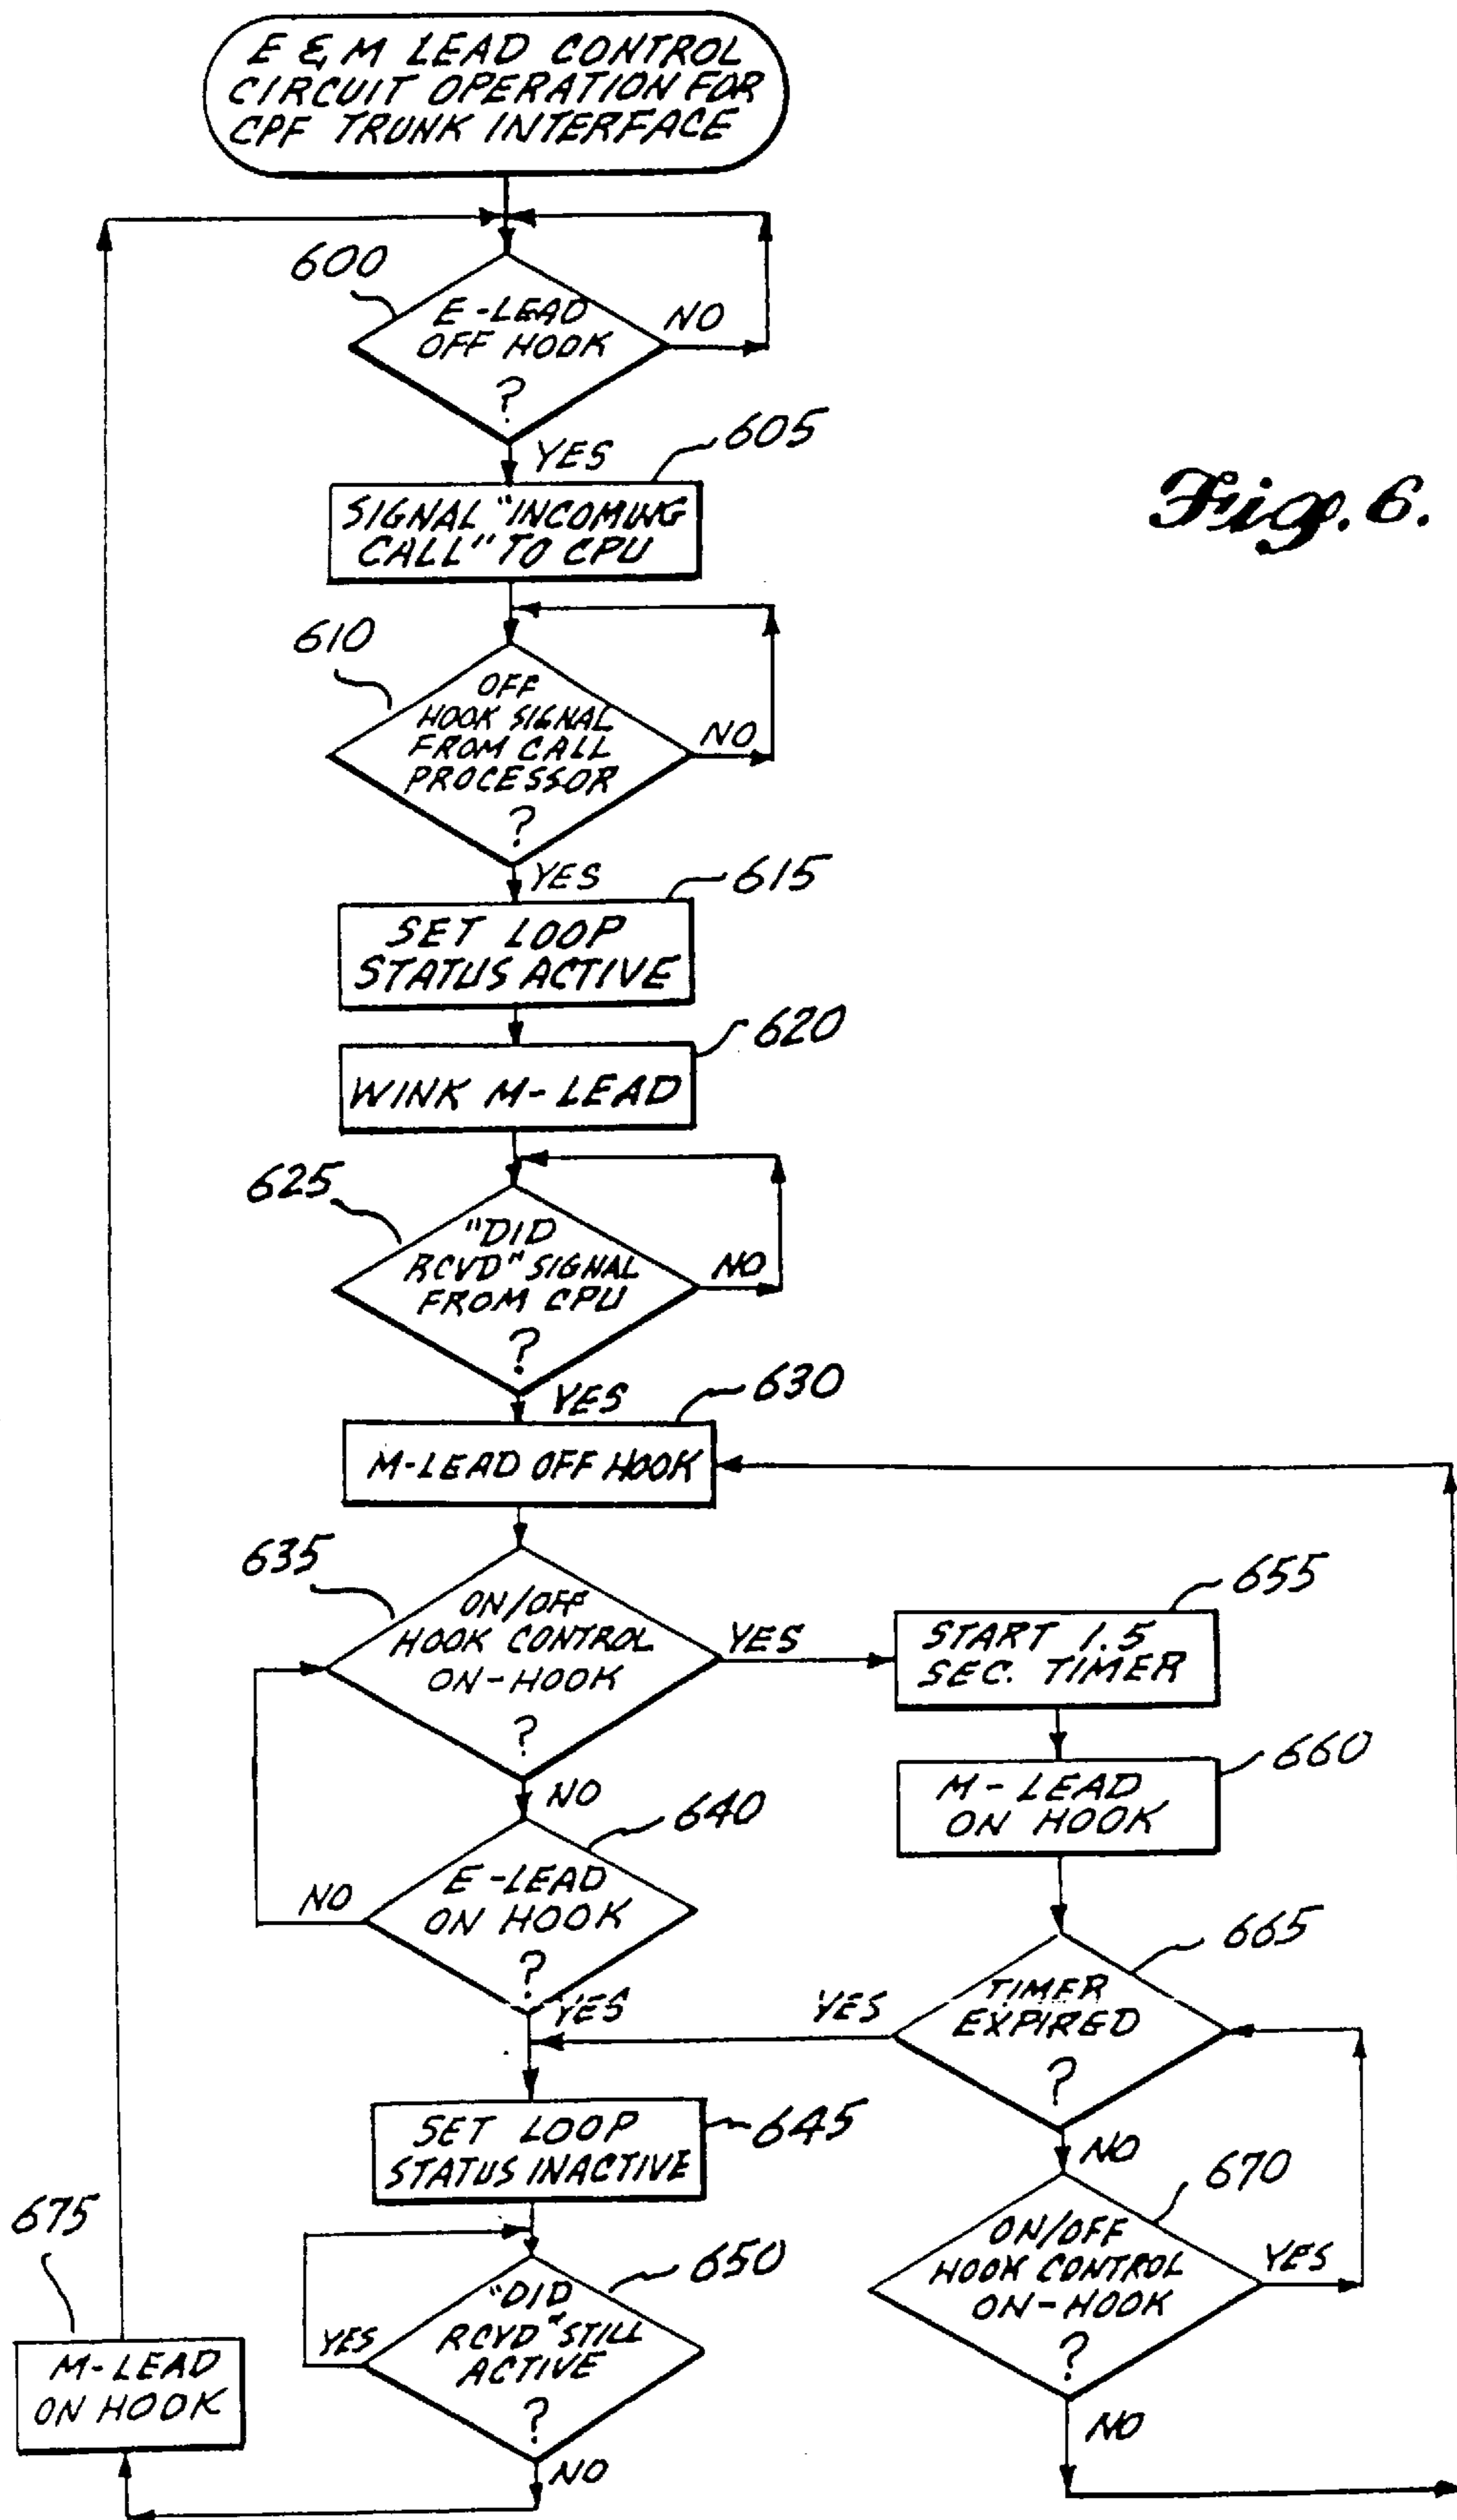 E & M LEAD CONTROL
CIRCUIT OPERATION FOR
CPF TRUNK INTERFACE
600
E-LEAD
OFF HOOK
?
NO
YES
605
SIGNAL "INCOMING
CALL" TO CPU
Fig. 6.
610
OFF
HOOK SIGNAL
FROM CALL
PROCESSOR
?
NO
YES
615
SET LOOP
STATUS ACTIVE
620
WINK M-LEAD
625
"DID
RCVD" SIGNAL
FROM CPU
?
NO
YES
630
M-LEAD OFF HOOK
635
ON/OFF
HOOK CONTROL
ON-HOOK
?
YES
NO
655
START 1.5
SEC. TIMER
660
M-LEAD
ON HOOK
640
E-LEAD
ON HOOK
?
NO
YES
665
TIMER
EXPIRED
?
YES
NO
645
SET LOOP
STATUS INACTIVE
670
ON/OFF
HOOK CONTROL
ON-HOOK
?
YES
NO
650
"DID
RCVD" STILL
ACTIVE
?
YES
NO
675
M-LEAD
ON HOOK